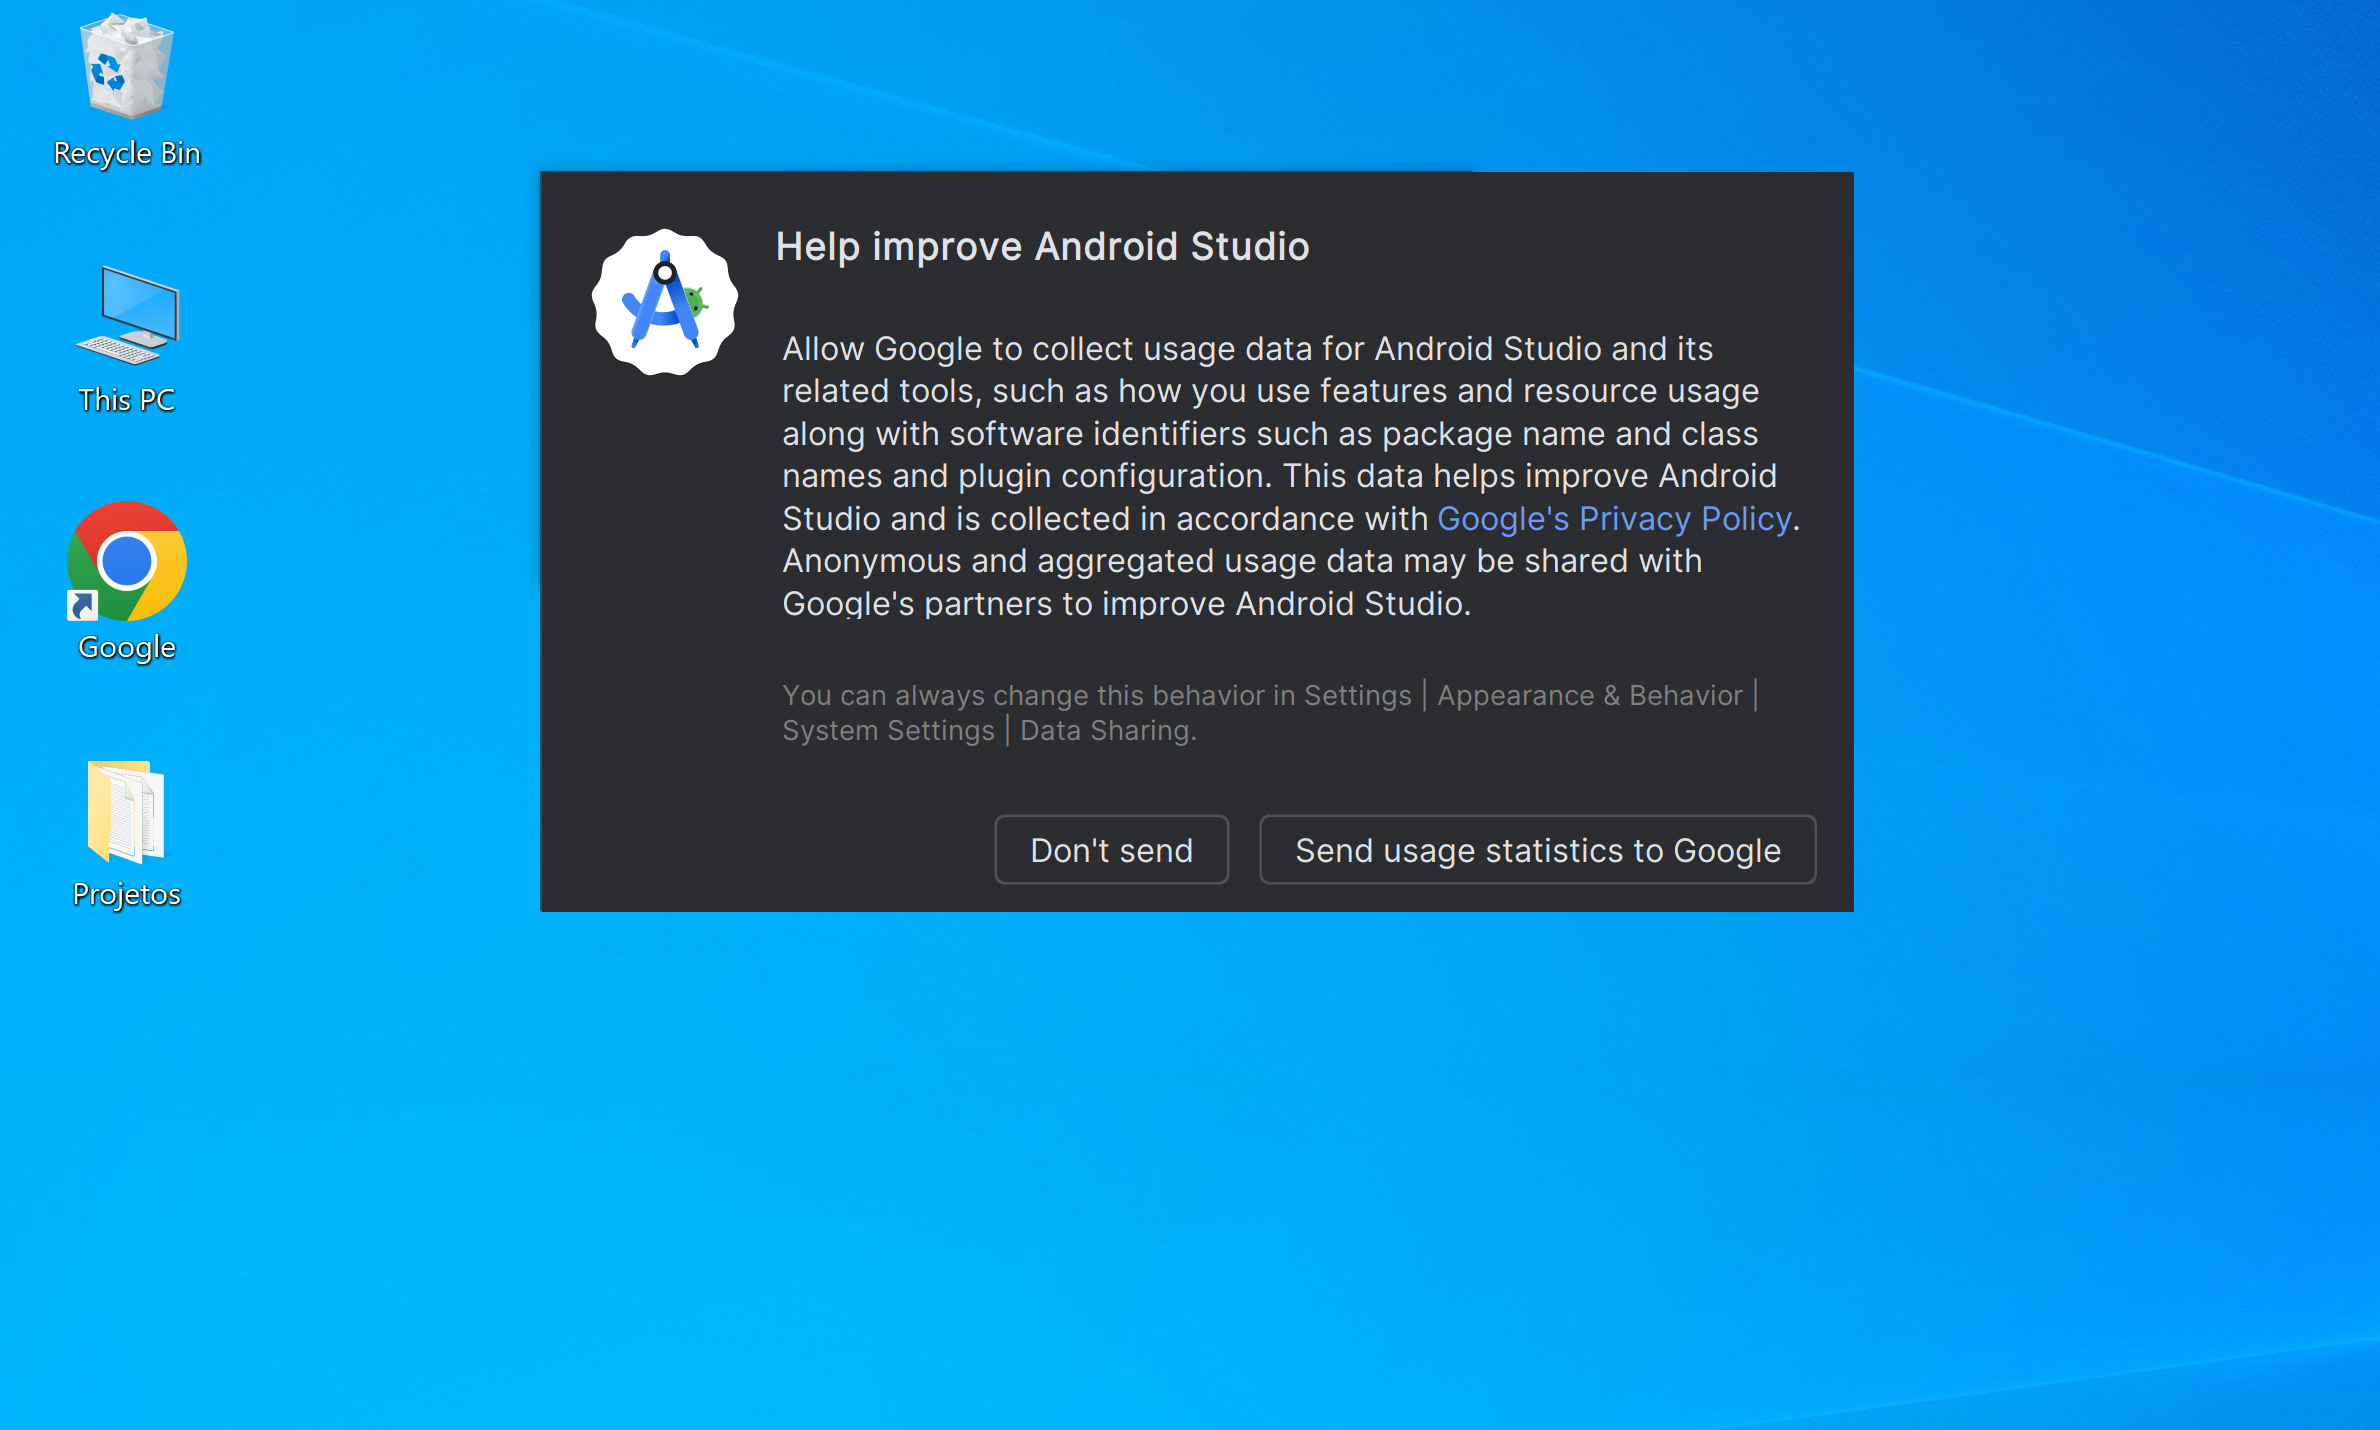 Recycle Bin
This PC
Google
Projetos
Help improve Android Studio
Allow Google to collect usage data for Android Studio and its
related tools, such as how you use features and resource usage
along with software identifiers such as package name and class
names and plugin configuration. This data helps improve Android
Studio and is collected in accordance with Google's Privacy Policy.
Anonymous and aggregated usage data may be shared with
Google's partners to improve Android Studio.
You can always change this behavior in Settings | Appearance & Behavior |
System Settings | Data Sharing.
Don't send
Send usage statistics to Google